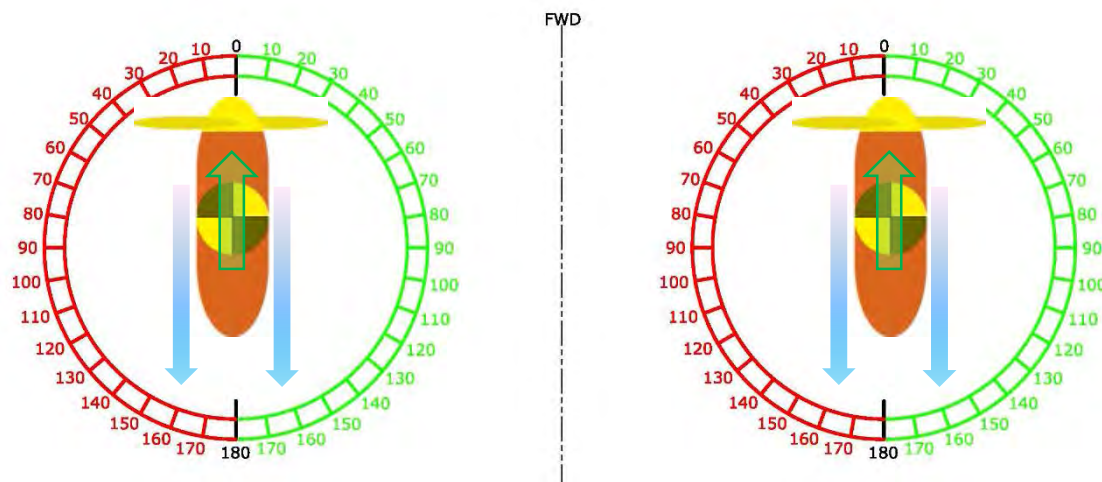 FWD
0 0
10 10 10 10
20 20 20 20
30 30 30 30
40 40 40 40
50 50 50 50
60 60 60 60
70 70 70 70
80 80 80 80
90 90 90 90
100 100 100 100
110 110 110 110
120 120 120 120
130 130 130 130
140 140 140 140
150 150 150 150
160 160 160 160
170 170 170 170
180 180